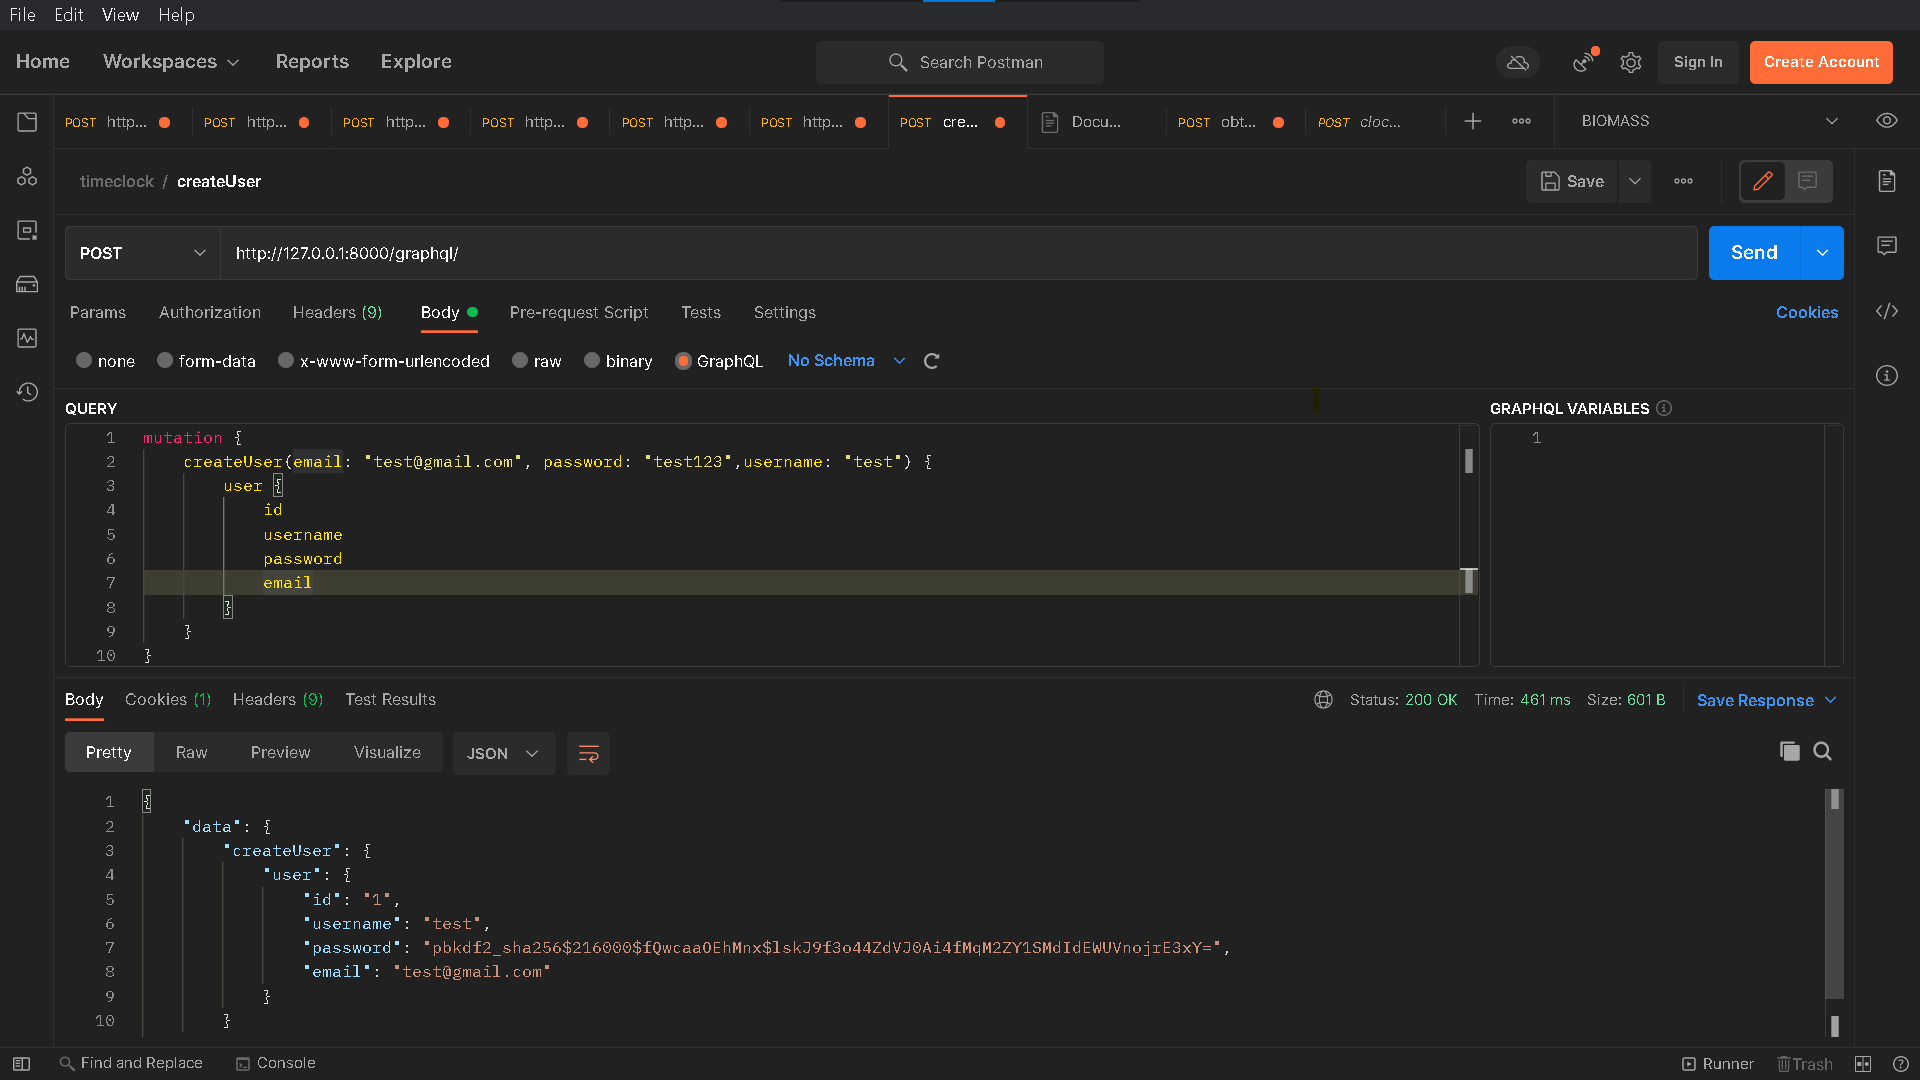 File Edit View Help
Home Workspaces Reports Explore Search Postman Sign In Create Account
POST http... POST http... POST http... POST http... POST http... POST http... POST cre... Docu... POST obt... POST cloc... BIOMASS
timeclock / createUser Save
POST http://127.0.0.1:8000/graphql/ Send
Params Authorization Headers (9) Body Pre-request Script Tests Settings Cookies
none form-data x-www-form-urlencoded raw binary GraphQL No Schema
QUERY GRAPHQL VARIABLES
1 mutation { 1
2 createUser(email: "test@gmail.com", password: "test123",username: "test") {
3 user {
4 id
5 username
6 password
7 email
8 }
9 }
10 }
Body Cookies (1) Headers (9) Test Results Status: 200 OK Time: 461 ms Size: 601 B Save Response
Pretty Raw Preview Visualize JSON
1 {
2 "data": {
3 "createUser": {
4 "user": {
5 "id": "1",
6 "username": "test",
7 "password": "pbkdf2_sha256$216000$fQwcaaOEhMnx$lskJ9f3o44ZdVJ0Ai4fMqM2ZY1SMdIdEWUVnojrE3xY=",
8 "email": "test@gmail.com"
9 }
10 }
Find and Replace Console Runner Trash